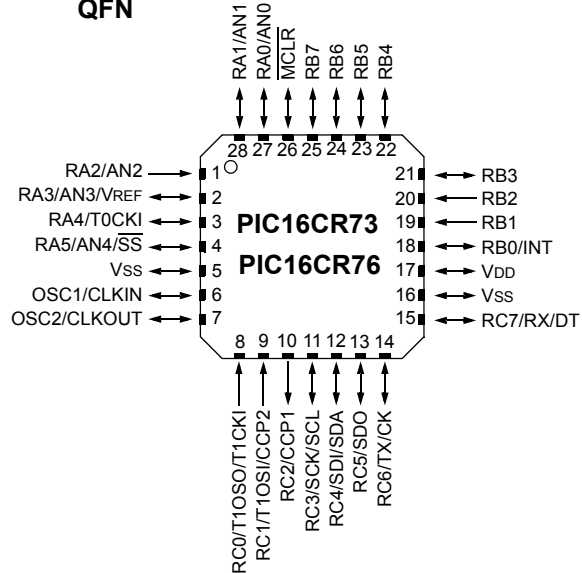 QFN
RA1/AN1
RA0/AN0
MCLR
RB7
RB6
RB5
RB4
28 27 26 25 24 23 22
RA2/AN2 1
RA3/AN3/VREF 2
RA4/T0CKI 3
RA5/AN4/SS 4
VSS 5
OSC1/CLKIN 6
OSC2/CLKOUT 7
PIC16CR73
PIC16CR76
21 RB3
20 RB2
19 RB1
18 RB0/INT
17 VDD
16 VSS
15 RC7/RX/DT
8 9 10 11 12 13 14
RC0/T1OSO/T1CKI
RC1/T1OSI/CCP2
RC2/CCP1
RC3/SCK/SCL
RC4/SDI/SDA
RC5/SDO
RC6/TX/CK